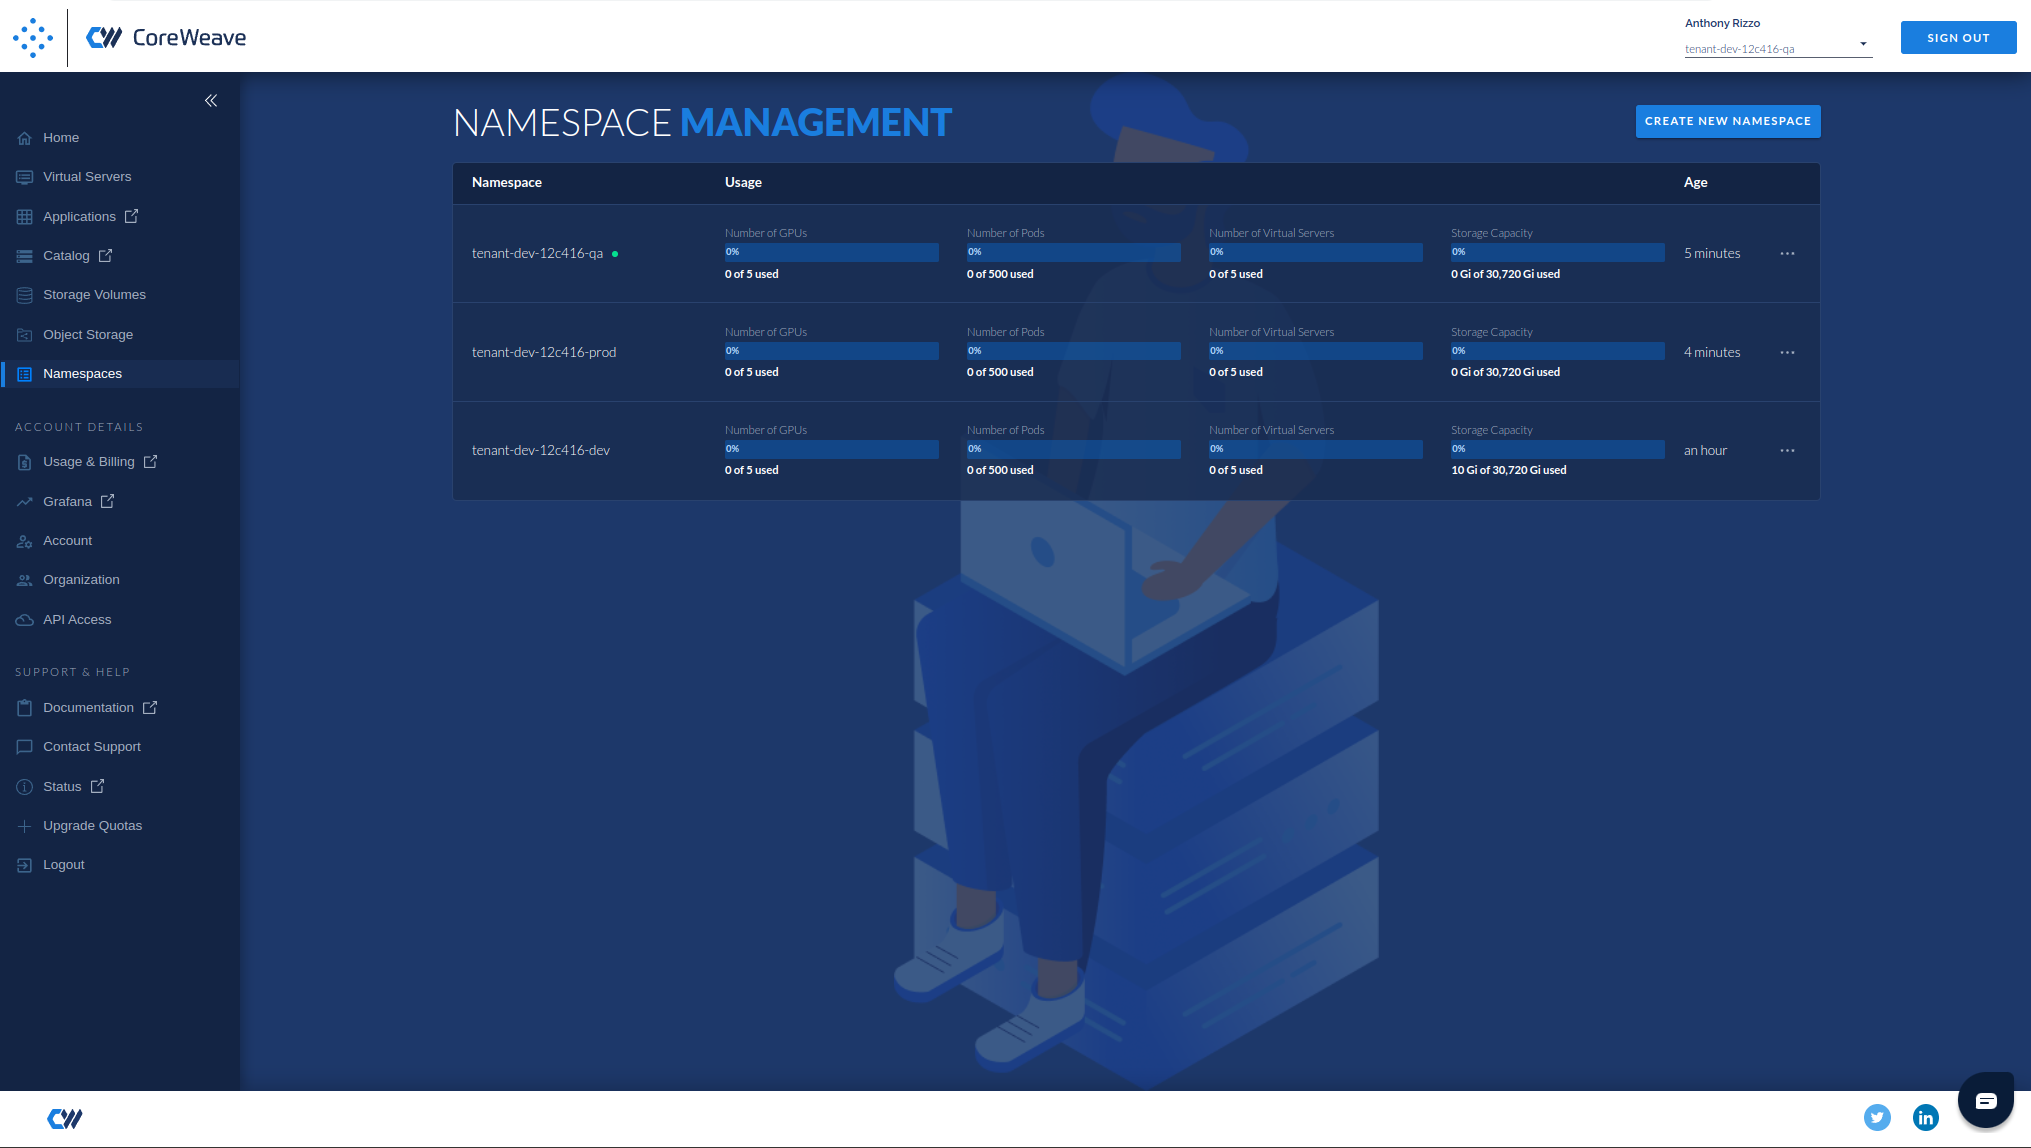 CoreWeave
Anthony Rizzo
tenant-dev-12c416-qa
SIGN OUT
Home
Virtual Servers
Applications
Catalog
Storage Volumes
Object Storage
Namespaces
ACCOUNT DETAILS
Usage & Billing
Grafana
Account
Organization
API Access
SUPPORT & HELP
Documentation
Contact Support
Status
Upgrade Quotas
Logout
NAMESPACE MANAGEMENT
CREATE NEW NAMESPACE
Namespace Usage Age
Number of GPUs Number of Pods Number of Virtual Servers Storage Capacity
tenant-dev-12c416-qa 0% 0% 0% 0% 5 minutes ...
0 of 5 used 0 of 500 used 0 of 5 used 0 Gi of 30,720 Gi used
Number of GPUs Number of Pods Number of Virtual Servers Storage Capacity
tenant-dev-12c416-prod 0% 0% 0% 0% 4 minutes ...
0 of 5 used 0 of 500 used 0 of 5 used 0 Gi of 30,720 Gi used
Number of GPUs Number of Pods Number of Virtual Servers Storage Capacity
tenant-dev-12c416-dev 0% 0% 0% 0% an hour ...
0 of 5 used 0 of 500 used 0 of 5 used 10 Gi of 30,720 Gi used
in